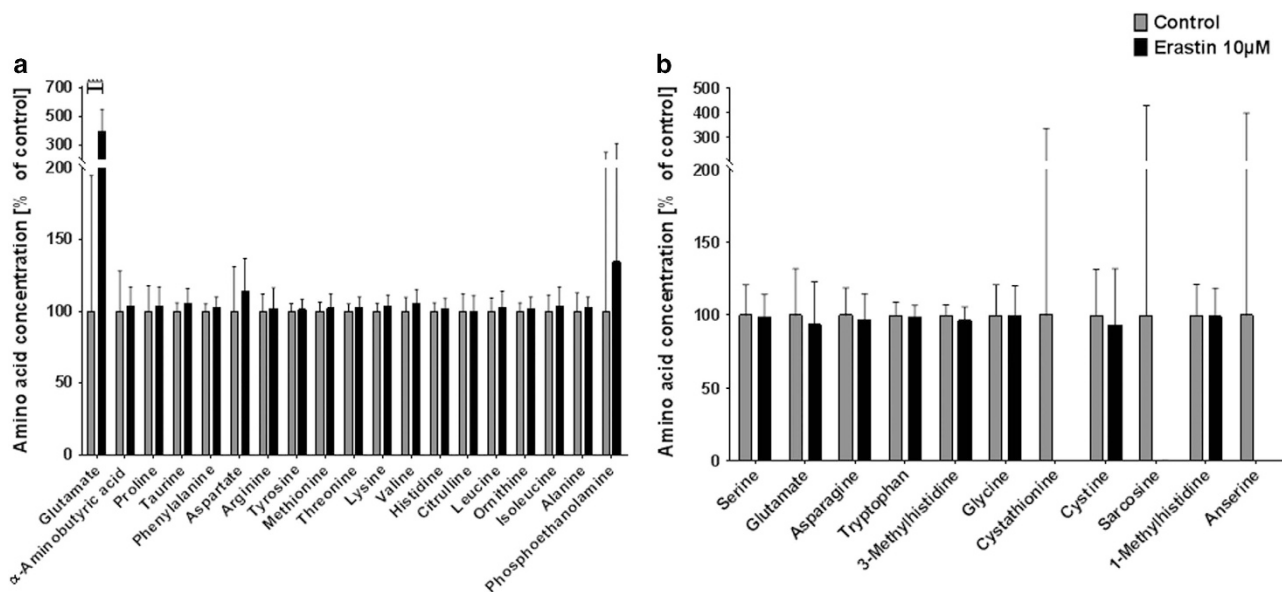 Control
Erastin 10µM
a
Amino acid concentration [% of control]
700
500
300
200
100
50
0
Glutamate
α-Aminobutyric acid
Proline
Taurine
Phenylalanine
Aspartate
Arginine
Tyrosine
Methionine
Threonine
Lysine
Valine
Histidine
Citrulline
Leucine
Ornithine
Isoleucine
Alanine
Phosphoethanolamine
b
Amino acid concentration [% of control]
500
400
300
200
150
100
50
0
Serine
Glutamate
Asparagine
Tryptophan
3-Methylhistidine
Glycine
Cystathionine
Cystine
Sarcosine
1-Methylhistidine
Anserine